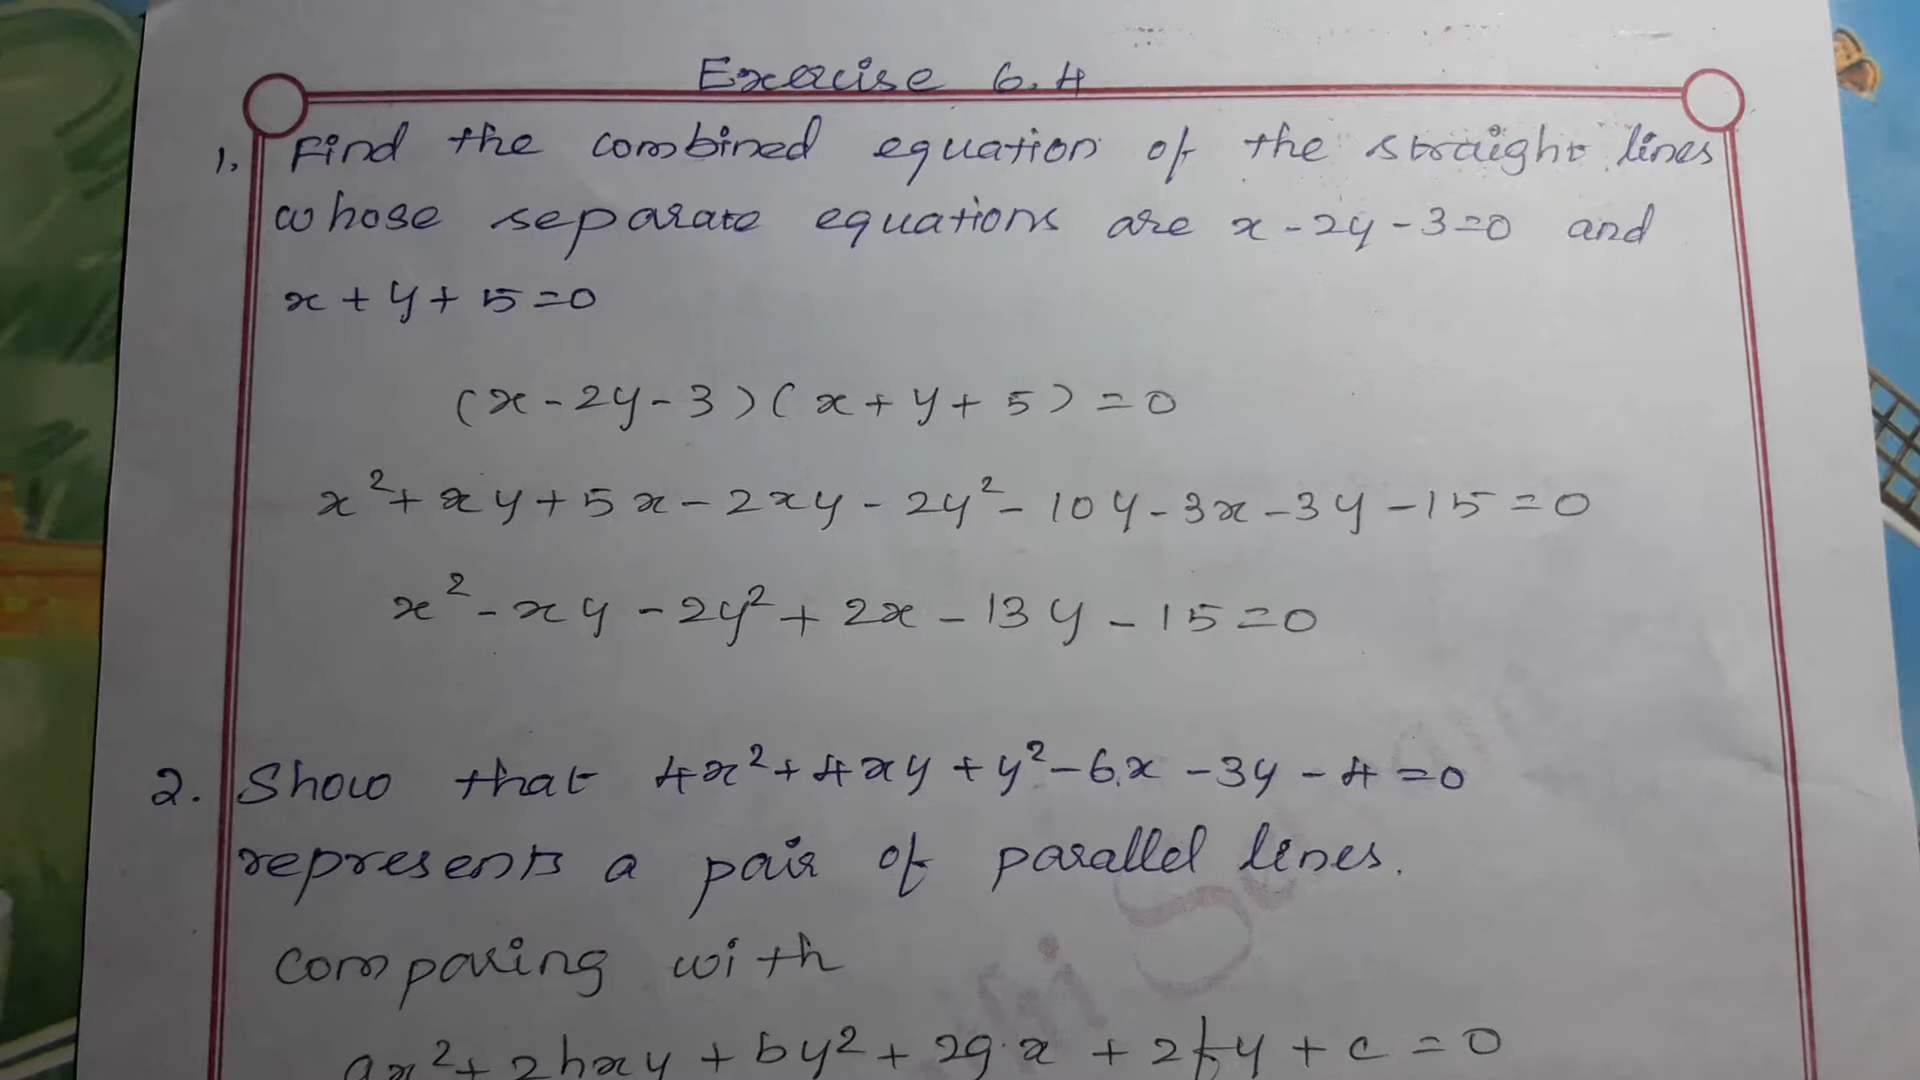 Exercise 6.4
1. Find the combined equation of the straight lines
whose separate equations are x - 2y - 3 = 0 and
x + y + 5 = 0
(x - 2y - 3)(x + y + 5) = 0
x² + xy + 5x - 2xy - 2y² - 10y - 3x - 3y - 15 = 0
x² - xy - 2y² + 2x - 13y - 15 = 0
2. Show that 4x² + 4xy + y² - 6x - 3y - 4 = 0
represents a pair of parallel lines.
comparing with
ax² + 2hxy + by² + 2gx + 2fy + c = 0